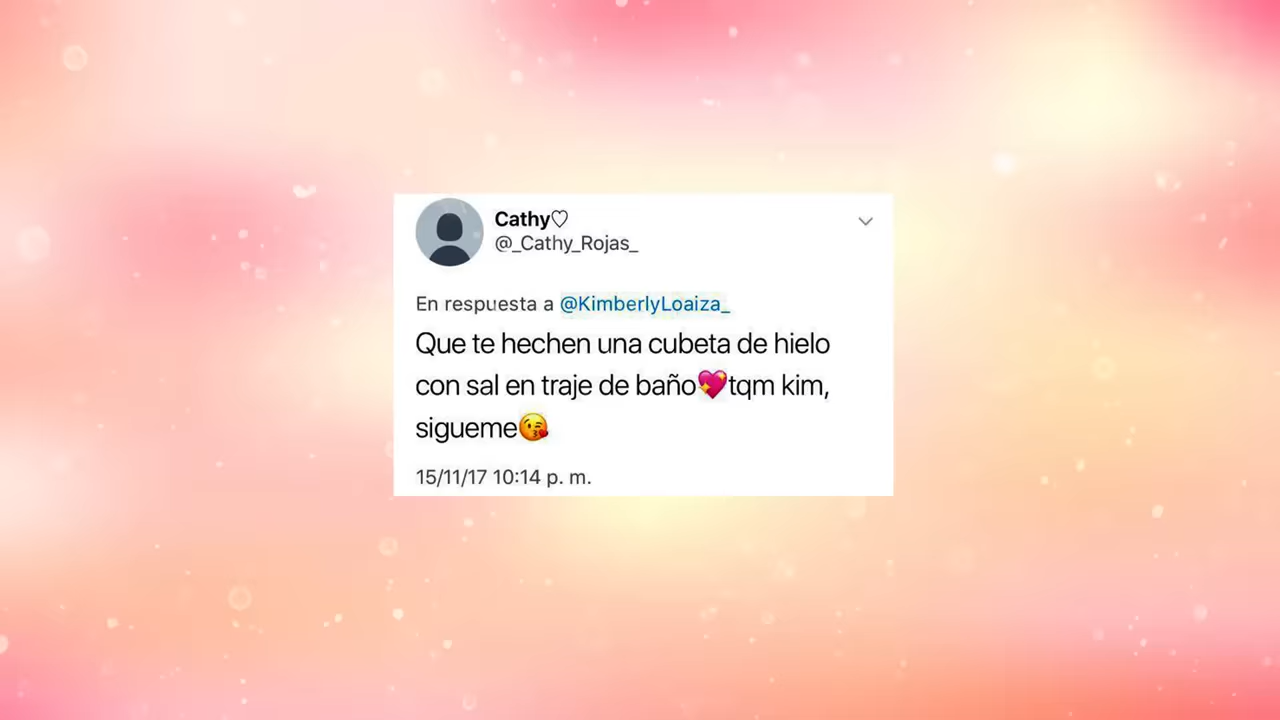 Cathy♡
@_Cathy_Rojas_
En respuesta a @KimberlyLoaiza_
Que te hechen una cubeta de hielo
con sal en traje de baño💖tqm kim,
sigueme😘
15/11/17 10:14 p. m.